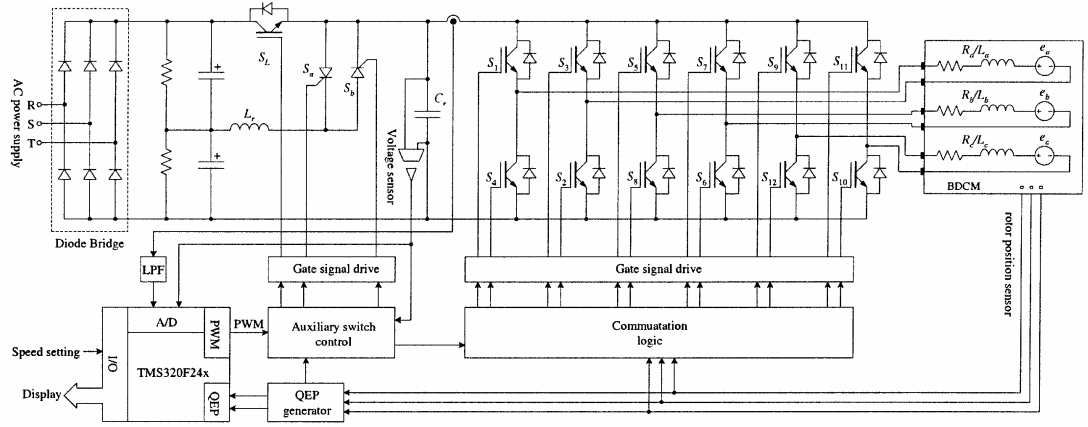 AC power supply
R
S
T
Diode Bridge
+
+
S_L
S_a
S_b
L_r
C_r
Voltage sensor
S_1
S_3
S_5
S_7
S_9
S_11
S_4
S_2
S_8
S_6
S_12
S_10
R_a/L_a
e_a
R_b/L_b
e_b
R_c/L_c
e_c
BDCM
rotor position sensor
LPF
Gate signal drive
Gate signal drive
A/D
PWM
PWM
I/O
TMS320F24x
QEP
Auxiliary switch
control
Commuatation
logic
QEP
generator
Speed setting
Display